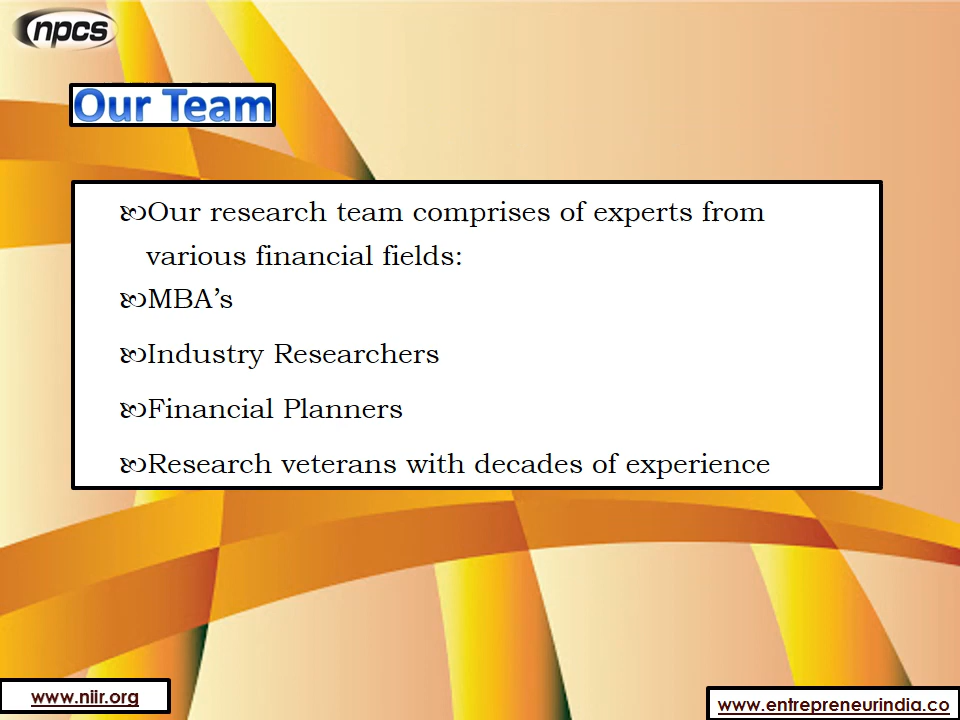 npcs
Our Team
Our research team comprises of experts from
various financial fields:
MBA’s
Industry Researchers
Financial Planners
Research veterans with decades of experience
www.niir.org
www.entrepreneurindia.co